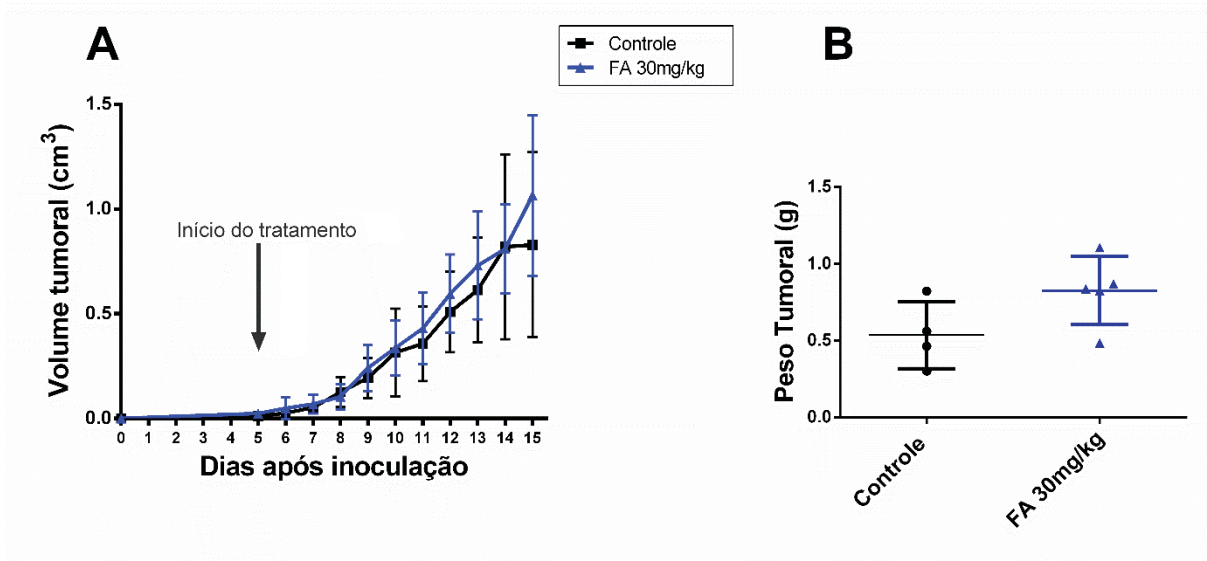 A
Controle
FA 30mg/kg
B
Volume tumoral (cm³)
1.5
1.0
0.5
0.0
Início do tratamento
0 1 2 3 4 5 6 7 8 9 10 11 12 13 14 15
Dias após inoculação
Peso Tumoral (g)
1.5
1.0
0.5
0.0
Controle
FA 30mg/kg